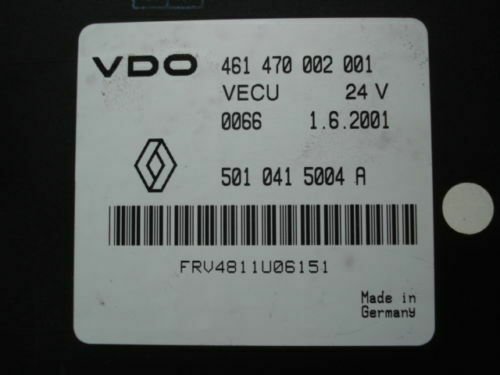 VDO 461 470 002 001
VECU 24 V
0066 1.6.2001
501 041 5004 A
FRV4811U06151
Made in
Germany